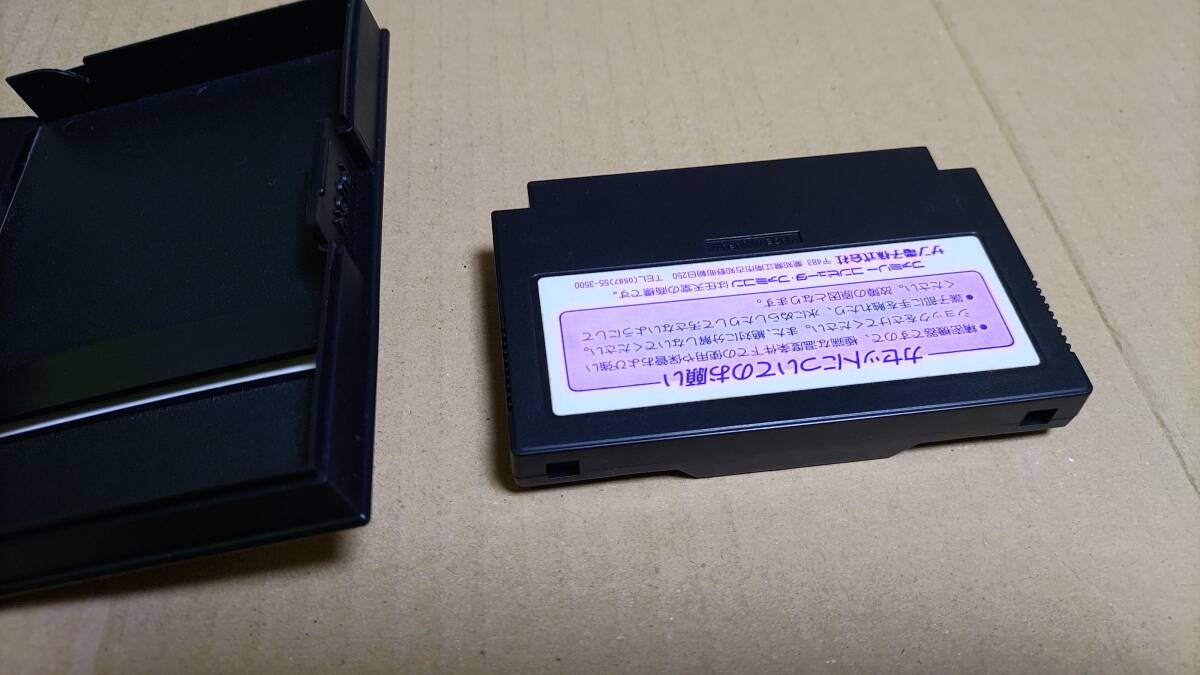 カセットについてのお願い
●精密機器ですので、極端な温度条件下での使用や保管および強い
ショックをさけてください。また、絶対に分解しないでください。
●端子部に手を触れたり、水にぬらしたりして汚さないようにして
ください。故障の原因となります。
ファミリーコンピュータ・ファミコンは任天堂の商標です。
サン電子株式会社 〒483 愛知県江南市古知野町朝日250 TEL(0587)55-3500